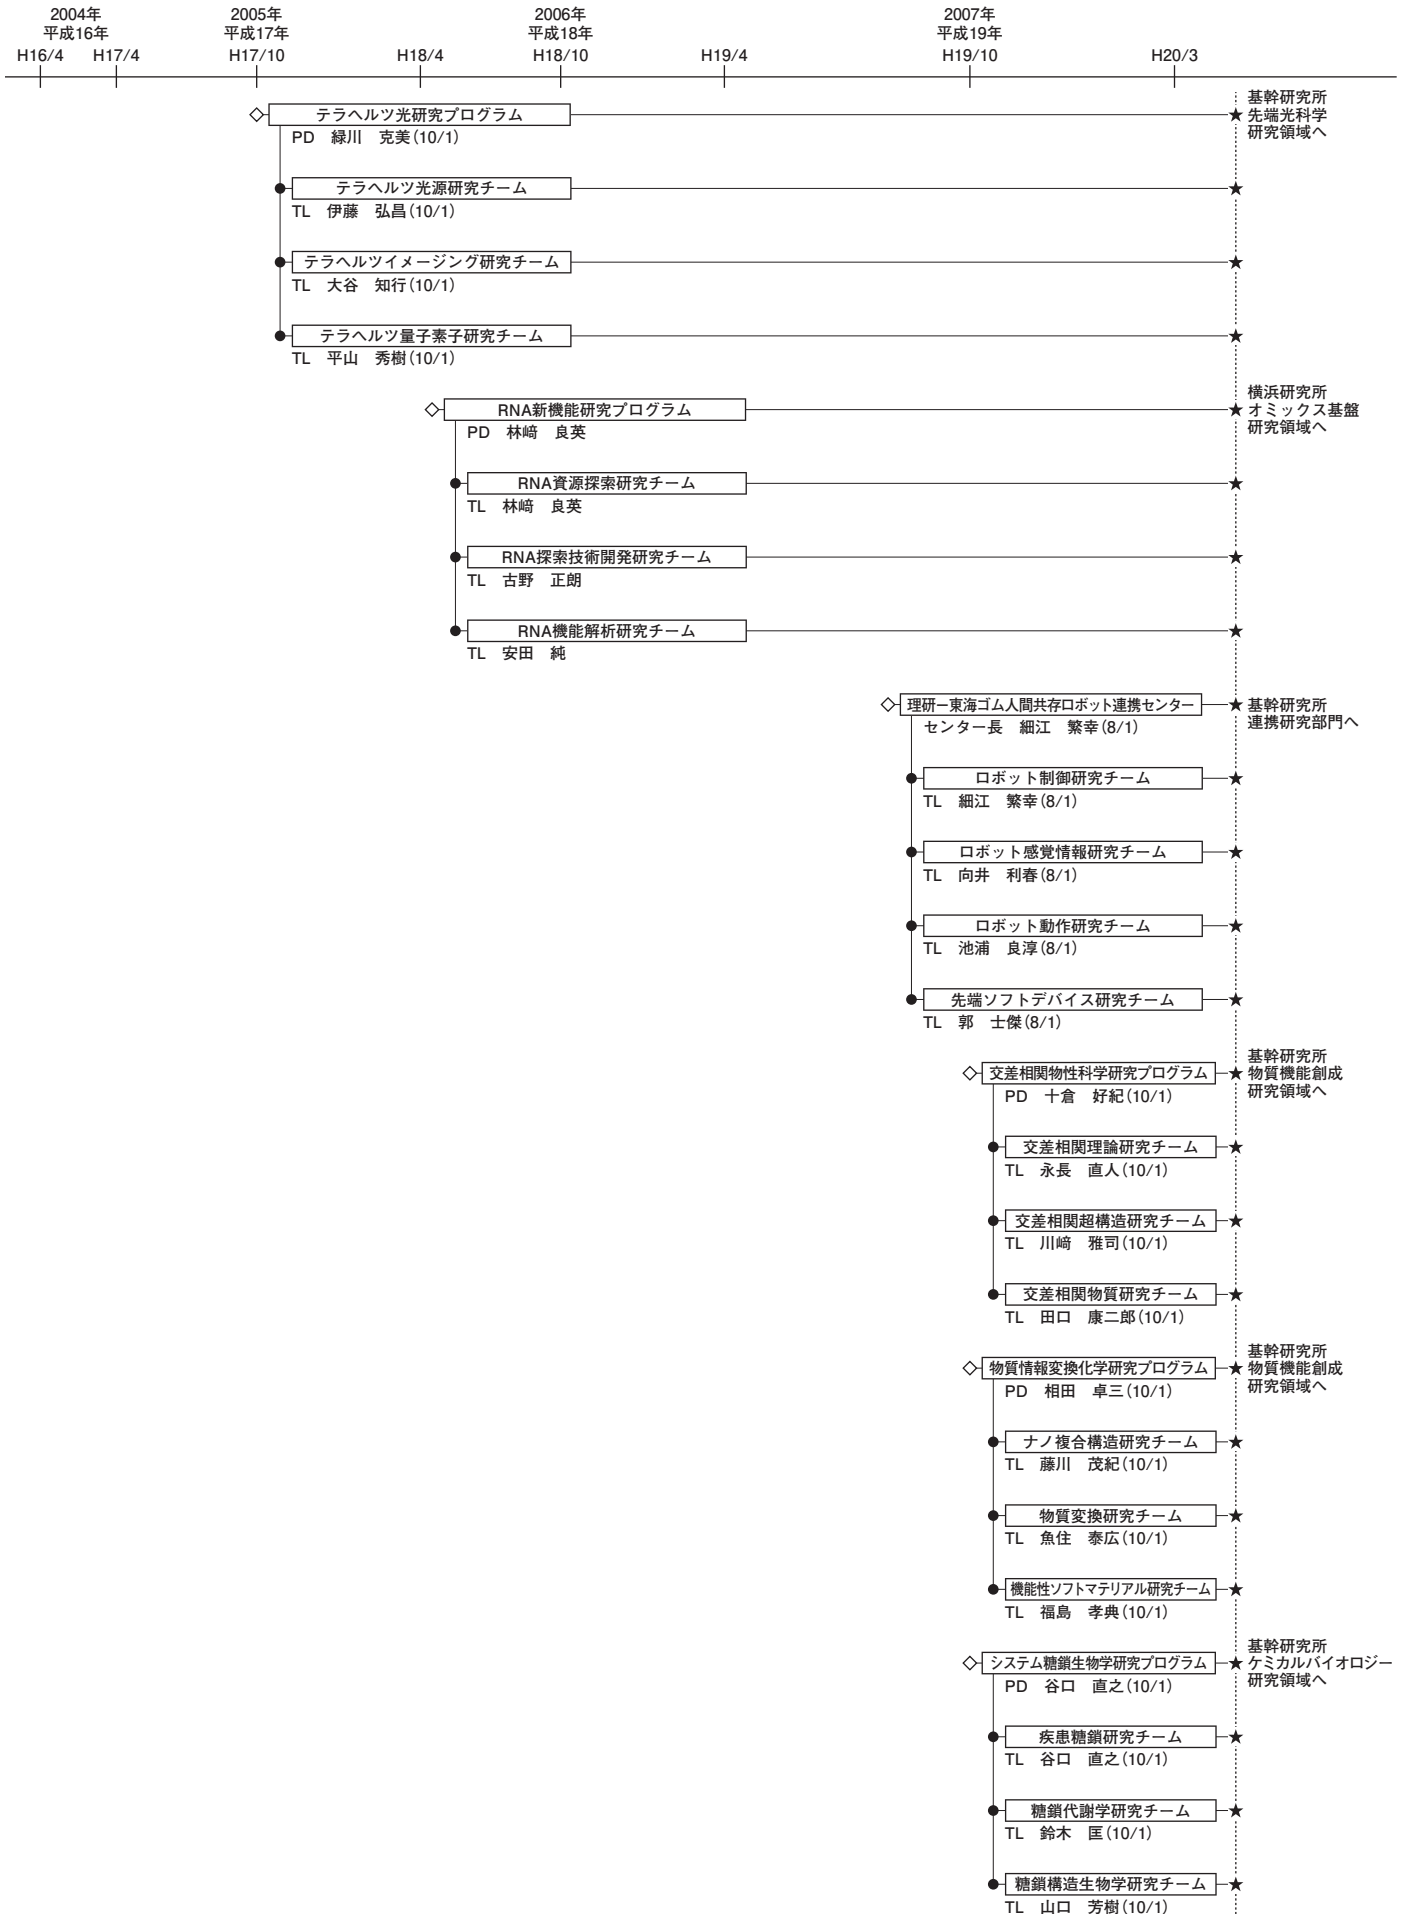 2004年
平成16年
2005年
平成17年
2006年
平成18年
2007年
平成19年
H16/4 H17/4 H17/10 H18/4 H18/10 H19/4 H19/10 H20/3
テラヘルツ光研究プログラム
PD 緑川 克美(10/1)
★ 基幹研究所
先端光科学
研究領域へ
テラヘルツ光源研究チーム
TL 伊藤 弘昌(10/1)
テラヘルツイメージング研究チーム
TL 大谷 知行(10/1)
テラヘルツ量子素子研究チーム
TL 平山 秀樹(10/1)
RNA新機能研究プログラム
PD 林﨑 良英
横浜研究所
★ オミックス基盤
研究領域へ
RNA資源探索研究チーム
TL 林﨑 良英
RNA探索技術開発研究チーム
TL 古野 正朗
RNA機能解析研究チーム
TL 安田 純
理研ー東海ゴム人間共存ロボット連携センター
センター長 細江 繁幸(8/1)
★ 基幹研究所
連携研究部門へ
ロボット制御研究チーム
TL 細江 繁幸(8/1)
ロボット感覚情報研究チーム
TL 向井 利春(8/1)
ロボット動作研究チーム
TL 池浦 良淳(8/1)
先端ソフトデバイス研究チーム
TL 郭 士傑(8/1)
交差相関物性科学研究プログラム
PD 十倉 好紀(10/1)
基幹研究所
★ 物質機能創成
研究領域へ
交差相関理論研究チーム
TL 永長 直人(10/1)
交差相関超構造研究チーム
TL 川﨑 雅司(10/1)
交差相関物質研究チーム
TL 田口 康二郎(10/1)
物質情報変換化学研究プログラム
PD 相田 卓三(10/1)
基幹研究所
★ 物質機能創成
研究領域へ
ナノ複合構造研究チーム
TL 藤川 茂紀(10/1)
物質変換研究チーム
TL 魚住 泰広(10/1)
機能性ソフトマテリアル研究チーム
TL 福島 孝典(10/1)
システム糖鎖生物学研究プログラム
PD 谷口 直之(10/1)
基幹研究所
★ ケミカルバイオロジー
研究領域へ
疾患糖鎖研究チーム
TL 谷口 直之(10/1)
糖鎖代謝学研究チーム
TL 鈴木 匡(10/1)
糖鎖構造生物学研究チーム
TL 山口 芳樹(10/1)